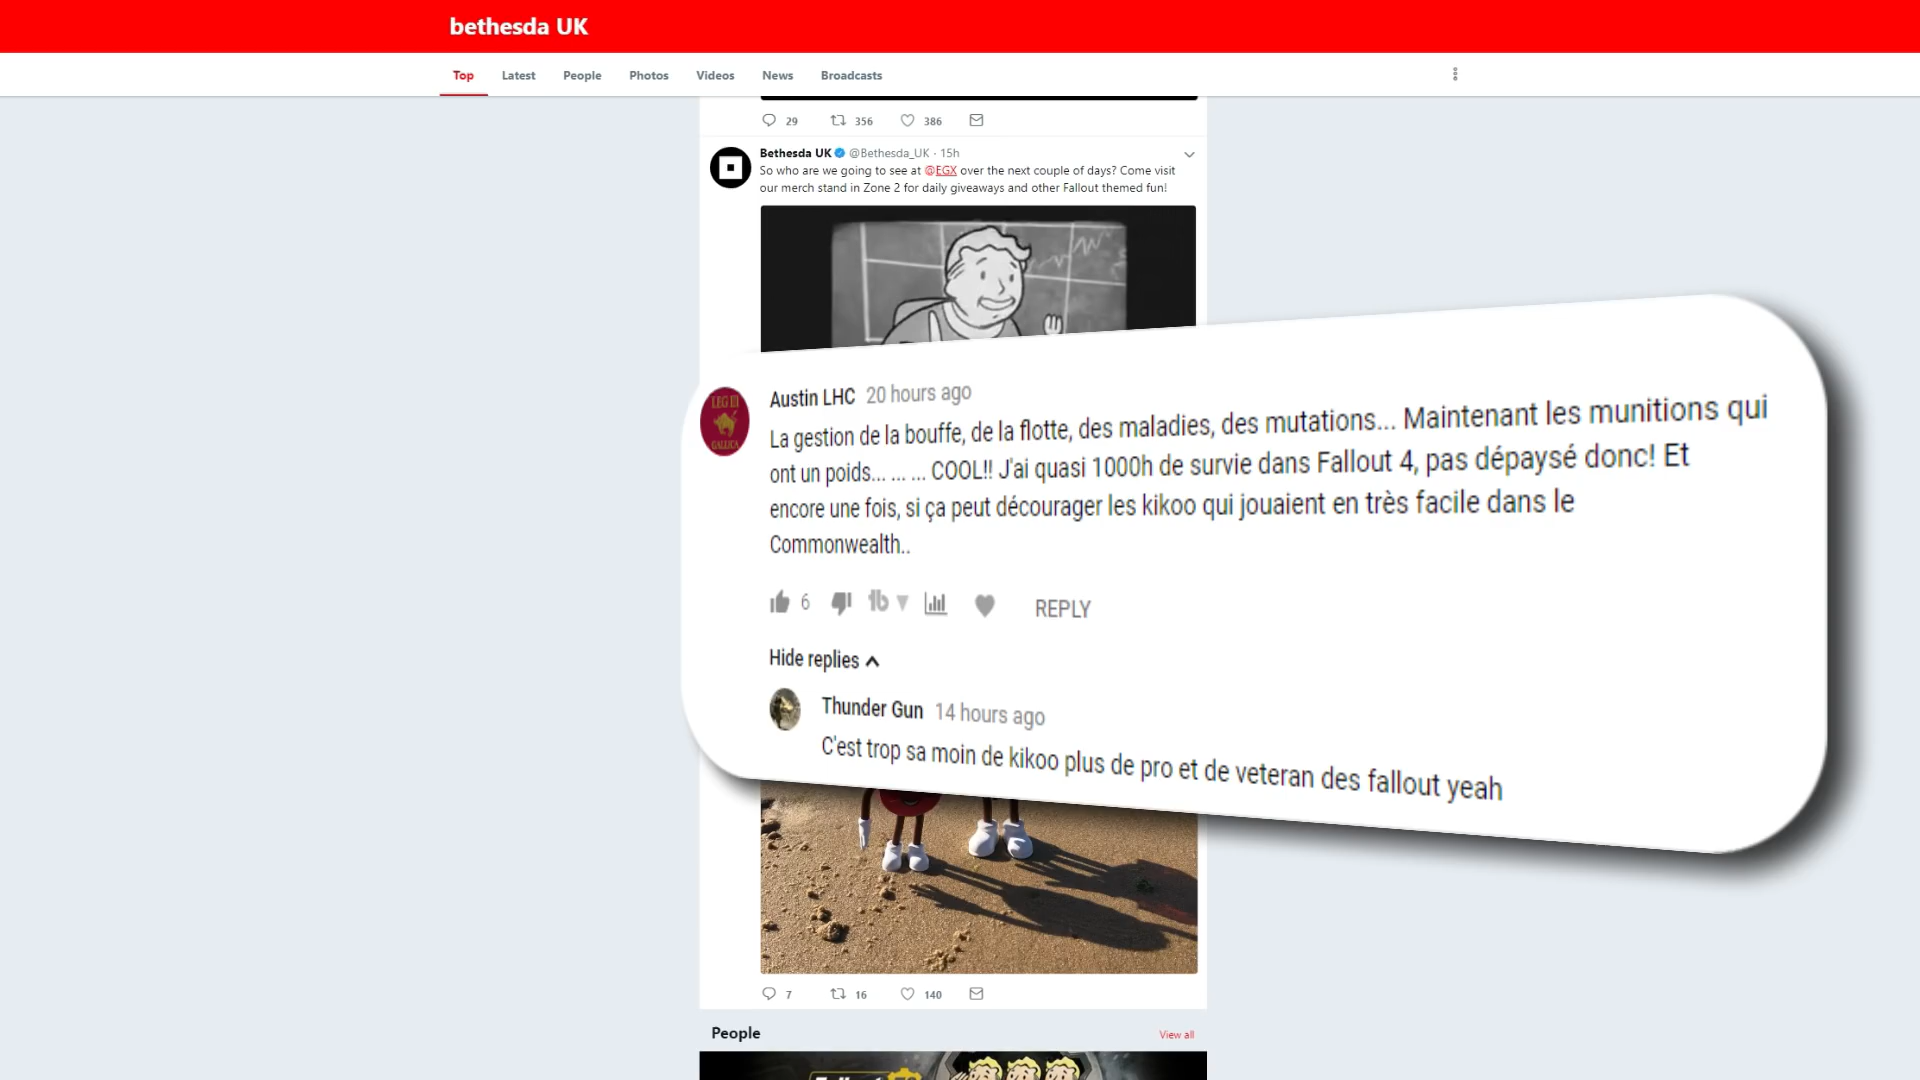 bethesda UK
Top Latest People Photos Videos News Broadcasts
29 356 386
Bethesda UK @Bethesda_UK · 15h
So who are we going to see at @EGX over the next couple of days? Come visit
our merch stand in Zone 2 for daily giveaways and other Fallout themed fun!
LEG III
GALLICA
Austin LHC 20 hours ago
La gestion de la bouffe, de la flotte, des maladies, des mutations... Maintenant les munitions qui
ont un poids... ... ... COOL!! J'ai quasi 1000h de survie dans Fallout 4, pas dépaysé donc! Et
encore une fois, si ça peut décourager les kikoo qui jouaient en très facile dans le
Commonwealth..
6 REPLY
Hide replies
Thunder Gun 14 hours ago
C'est trop sa moin de kikoo plus de pro et de veteran des fallout yeah
7 16 140
People View all